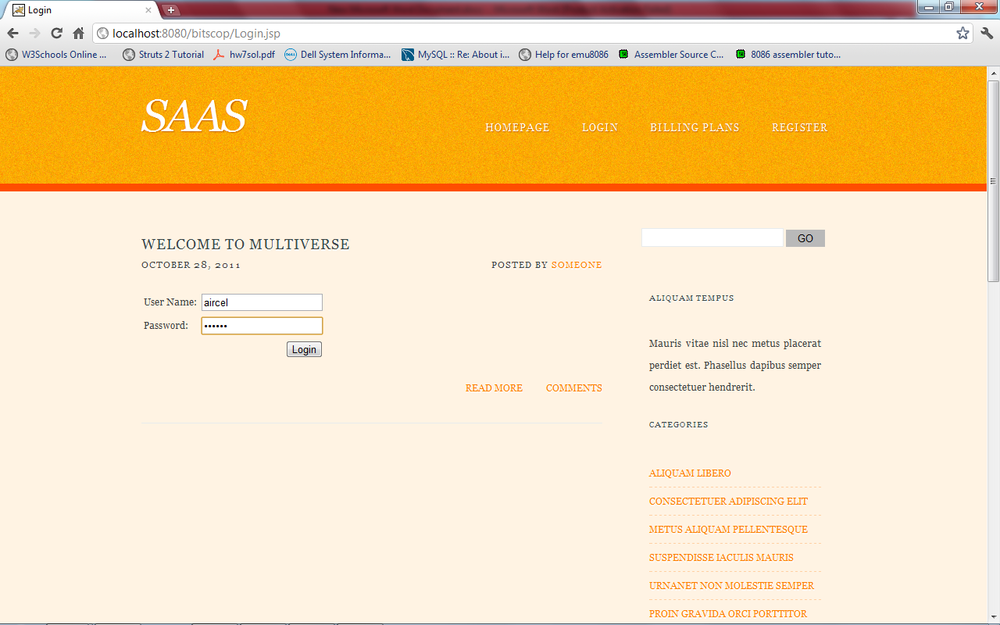 Login
localhost:8080/bitscop/Login.jsp
W3Schools Online ... Struts 2 Tutorial hw7sol.pdf Dell System Informa... MySQL :: Re: About i... Help for emu8086 Assembler Source C... 8086 assembler tuto...
SAAS
HOMEPAGE LOGIN BILLING PLANS REGISTER
WELCOME TO MULTIVERSE
OCTOBER 28, 2011 POSTED BY SOMEONE
User Name: aircel
Password: ••••••
Login
READ MORE COMMENTS
GO
ALIQUAM TEMPUS
Mauris vitae nisl nec metus placerat
perdiet est. Phasellus dapibus semper
consectetuer hendrerit.
CATEGORIES
ALIQUAM LIBERO
CONSECTETUER ADIPISCING ELIT
METUS ALIQUAM PELLENTESQUE
SUSPENDISSE IACULIS MAURIS
URNANET NON MOLESTIE SEMPER
PROIN GRAVIDA ORCI PORTTITOR